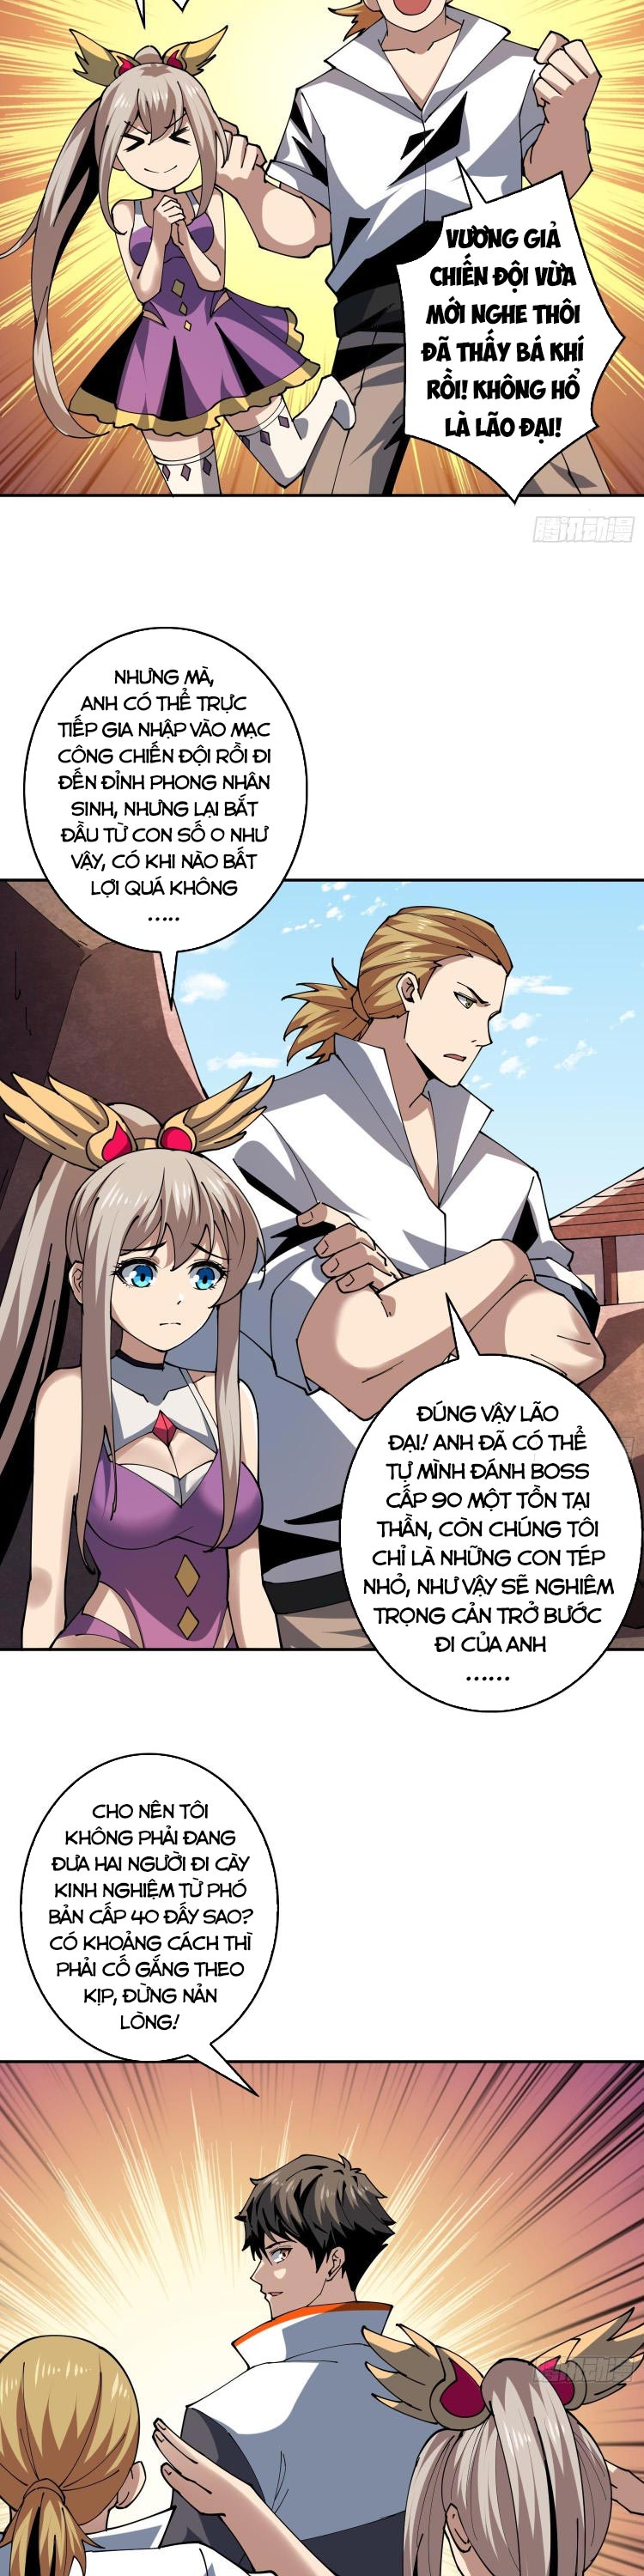 VƯƠNG GIẢ
CHIẾN ĐỘI VỪA
MỚI NGHE THÔI
ĐÃ THẤY BÁ KHÍ
RỒI! KHÔNG HỔ
LÀ LÃO ĐẠI!
腾讯动漫
NHƯNG MÀ,
ANH CÓ THỂ TRỰC
TIẾP GIA NHẬP VÀO MẠC
CÔNG CHIẾN ĐỘI RỒI ĐI
ĐẾN ĐỈNH PHONG NHÂN
SINH, NHƯNG LẠI BẮT
ĐẦU TỪ CON SỐ 0 NHƯ
VẬY, CÓ KHI NÀO BẤT
LỢI QUÁ KHÔNG
.....
ĐÚNG VẬY LÃO
ĐẠI! ANH ĐÃ CÓ THỂ
TỰ MÌNH ĐÁNH BOSS
CẤP 90 MỘT TỒN TẠI
THẦN, CÒN CHÚNG TÔI
CHỈ LÀ NHỮNG CON TÉP
NHỎ, NHƯ VẬY SẼ NGHIÊM
TRỌNG CẢN TRỞ BƯỚC
ĐI CỦA ANH
......
CHO NÊN TÔI
KHÔNG PHẢI ĐANG
ĐƯA HAI NGƯỜI ĐI CÀY
KINH NGHIỆM TỪ PHÓ
BẢN CẤP 40 ĐẤY SAO?
CÓ KHOẢNG CÁCH THÌ
PHẢI CỐ GẮNG THEO
KỊP, ĐỪNG NẢN
LÒNG!